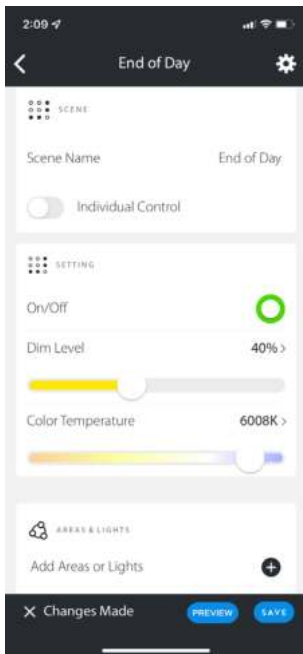 2:09
End of Day
SCENE
Scene Name End of Day
Individual Control
SETTING
On/Off
Dim Level 40% >
Color Temperature 6008K >
AREAS & LIGHTS
Add Areas or Lights
Changes Made PREVIEW SAVE